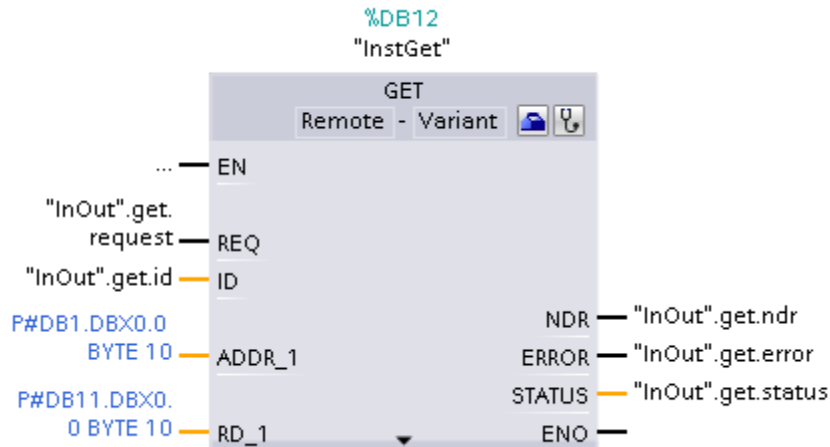 %DB12
"InstGet"
GET
Remote - Variant
... EN
"InOut".get.
request REQ
"InOut".get.id ID
P#DB1.DBX0.0
BYTE 10 ADDR_1
P#DB11.DBX0.
0 BYTE 10 RD_1
NDR "InOut".get.ndr
ERROR "InOut".get.error
STATUS "InOut".get.status
ENO